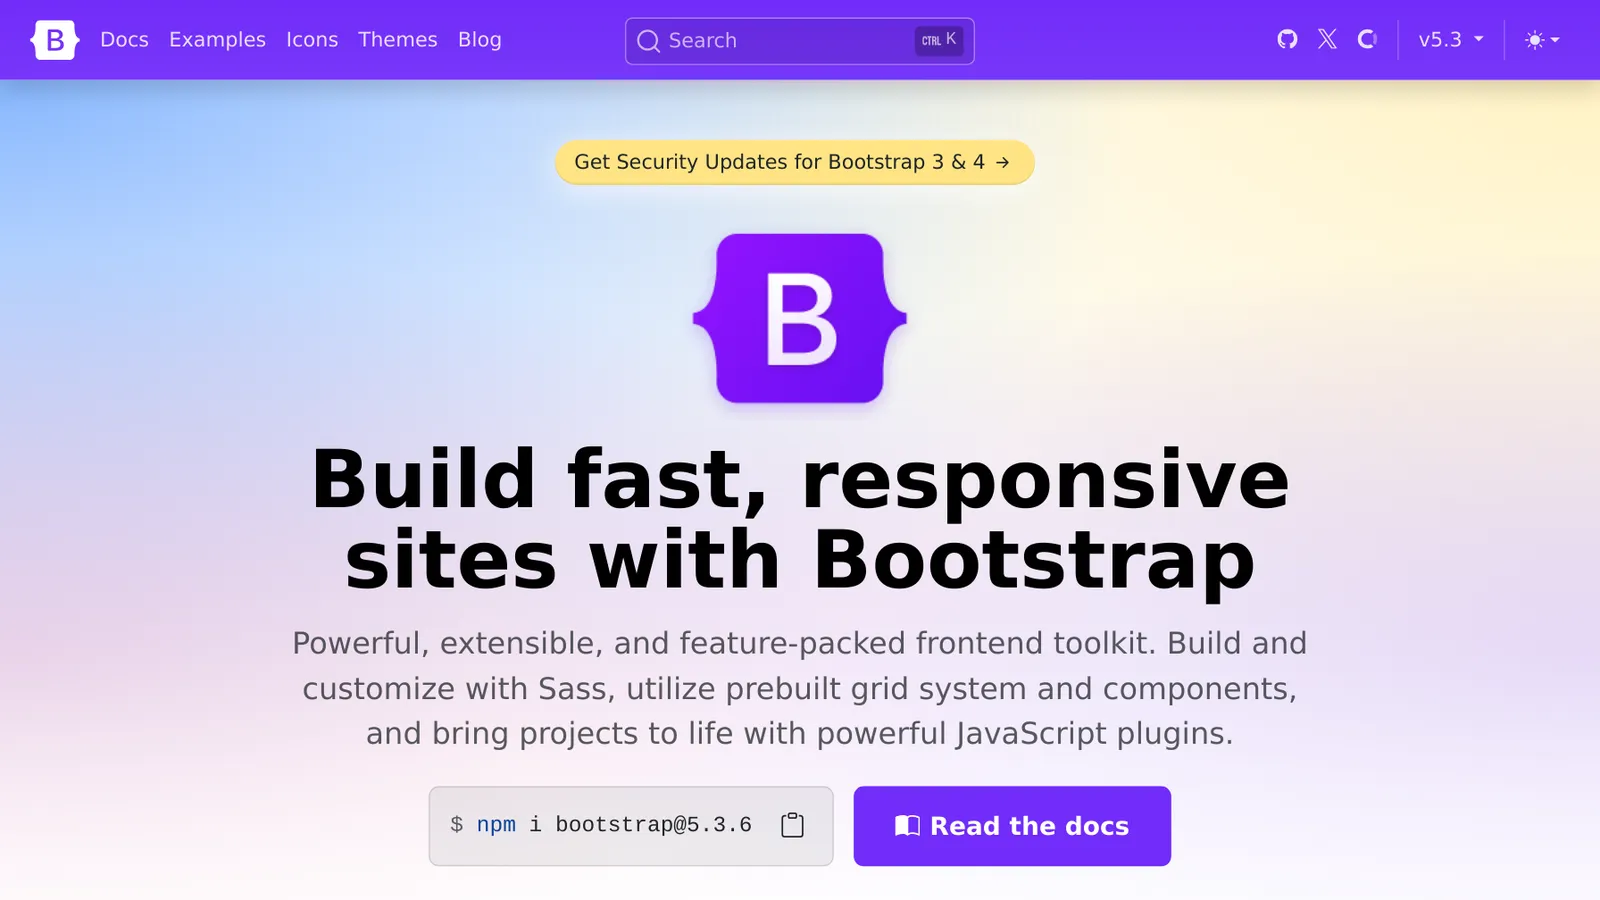 B Docs Examples Icons Themes Blog Search CTRL K v5.3
Get Security Updates for Bootstrap 3 & 4 →
B
Build fast, responsive
sites with Bootstrap
Powerful, extensible, and feature-packed frontend toolkit. Build and
customize with Sass, utilize prebuilt grid system and components,
and bring projects to life with powerful JavaScript plugins.
$ npm i bootstrap@5.3.6 Read the docs